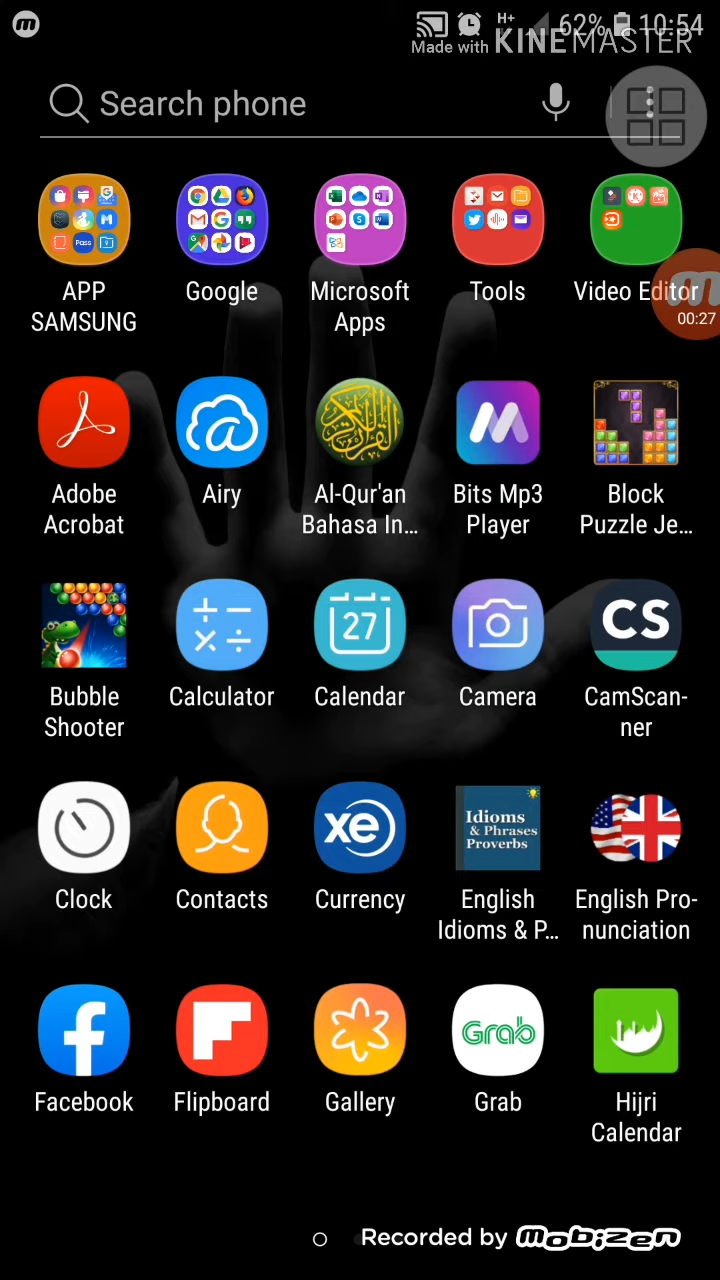 62% 10:54
H+
Made with KINEMASTER
Search phone
APP
SAMSUNG
Google
Microsoft
Apps
Tools
Video Editor
00:27
Adobe
Acrobat
Airy
Al-Qur'an
Bahasa In...
Bits Mp3
Player
Block
Puzzle Je...
Bubble
Shooter
Calculator
27
Calendar
Camera
CS
CamScan-
ner
Clock
Contacts
xe
Currency
Idioms
& Phrases
Proverbs
English
Idioms & P...
English Pro-
nunciation
Facebook
Flipboard
Gallery
Grab
Grab
Hijri
Calendar
Recorded by mobizen